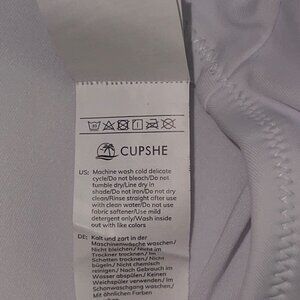 CUPSHE
US: Machine wash cold delicate
cycle/Do not bleach/Do not
tumble dry/Line dry in
shade/Do not iron/Do not dry
clean/Rinse straight after use
with clean water/Do not use
fabric softener/Use mild
detergent only/Wash inside
out with like colors
DE: Kalt und zart in der
Maschinenwäsche waschen/
Nicht bleichen/Nicht im
Trockner trocknen/ Im
Schatten trocknen/ Nicht
bügeln/Nicht chemisch
reinigen/ Nach Gebrauch
im Wasser abspülen/Keinen
Weichspüler
Schonwaschgang waschen/
Mit ähnlichen Farben